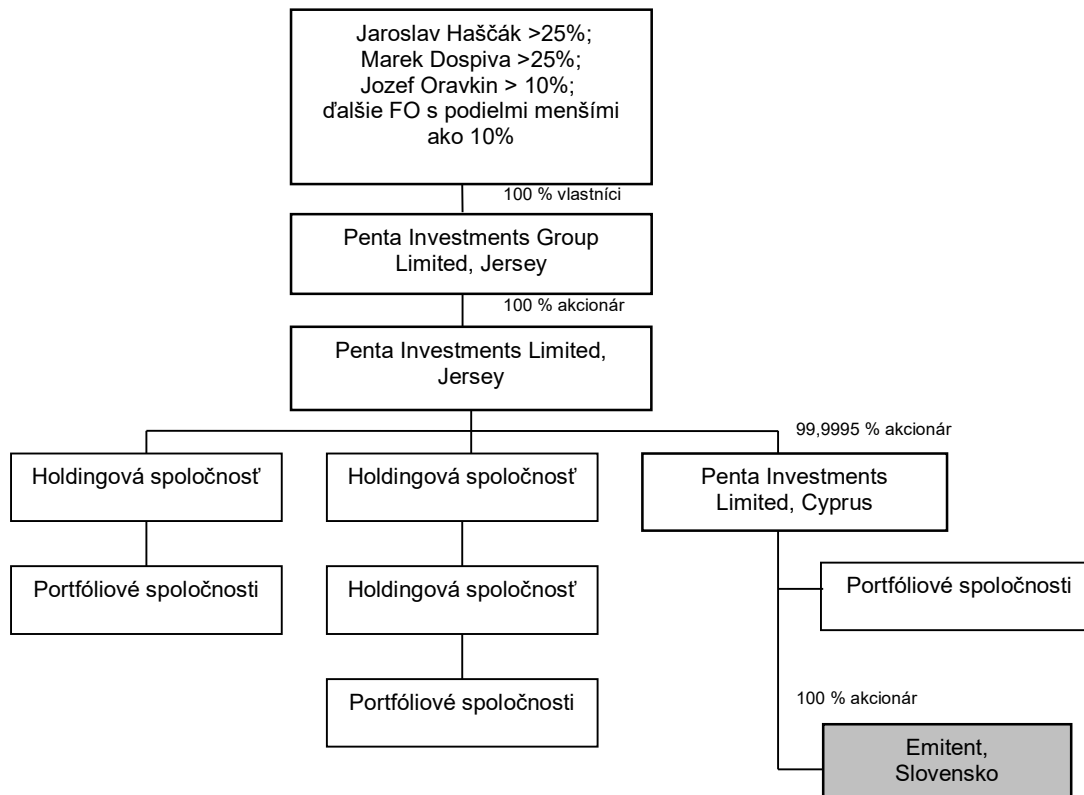 Jaroslav Haščák >25%;
Marek Dospiva >25%;
Jozef Oravkin > 10%;
ďalšie FO s podielmi menšími
ako 10%
100 % vlastníci
Penta Investments Group
Limited, Jersey
100 % akcionár
Penta Investments Limited,
Jersey
99,9995 % akcionár
Holdingová spoločnosť
Holdingová spoločnosť
Penta Investments
Limited, Cyprus
Portfóliové spoločnosti
Holdingová spoločnosť
Portfóliové spoločnosti
Portfóliové spoločnosti
100 % akcionár
Emitent,
Slovensko